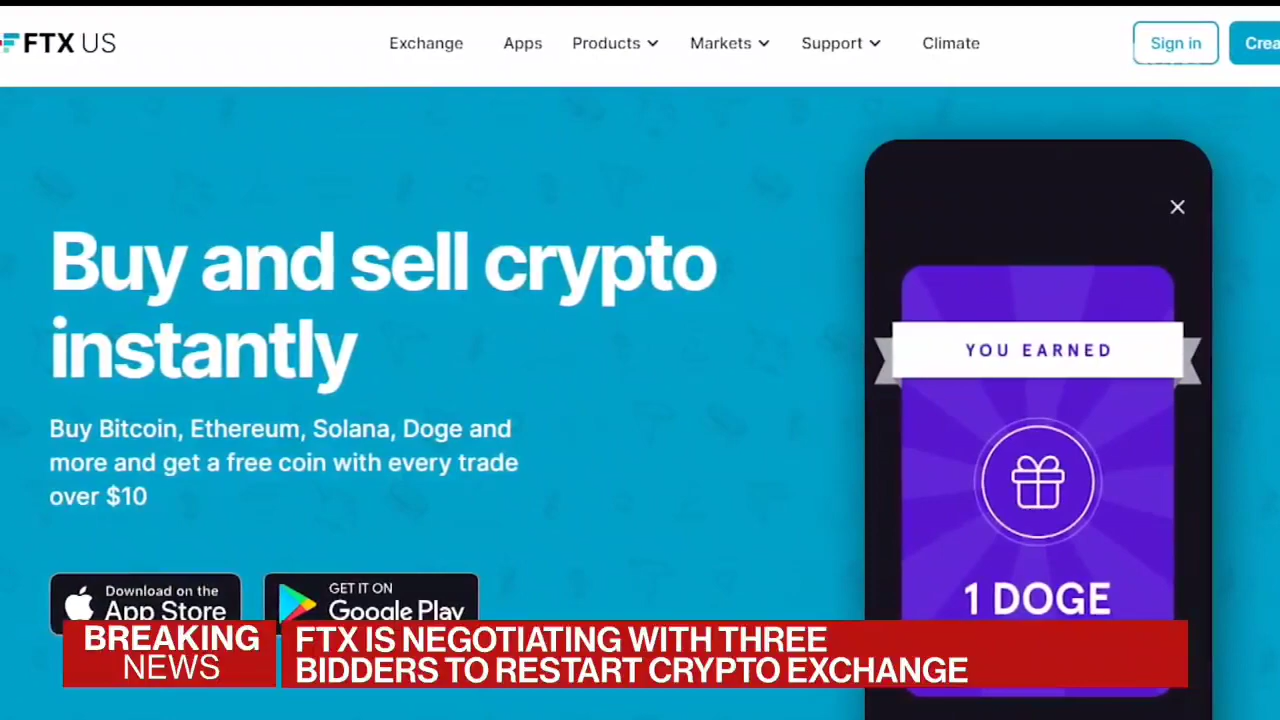 FTX US
Exchange
Apps
Products
Markets
Support
Climate
Sign in
Buy and sell crypto
instantly
Buy Bitcoin, Ethereum, Solana, Doge and
more and get a free coin with every trade
over $10
Download on the
App Store
GET IT ON
Google Play
YOU EARNED
1 DOGE
BREAKING
NEWS
FTX IS NEGOTIATING WITH THREE
BIDDERS TO RESTART CRYPTO EXCHANGE